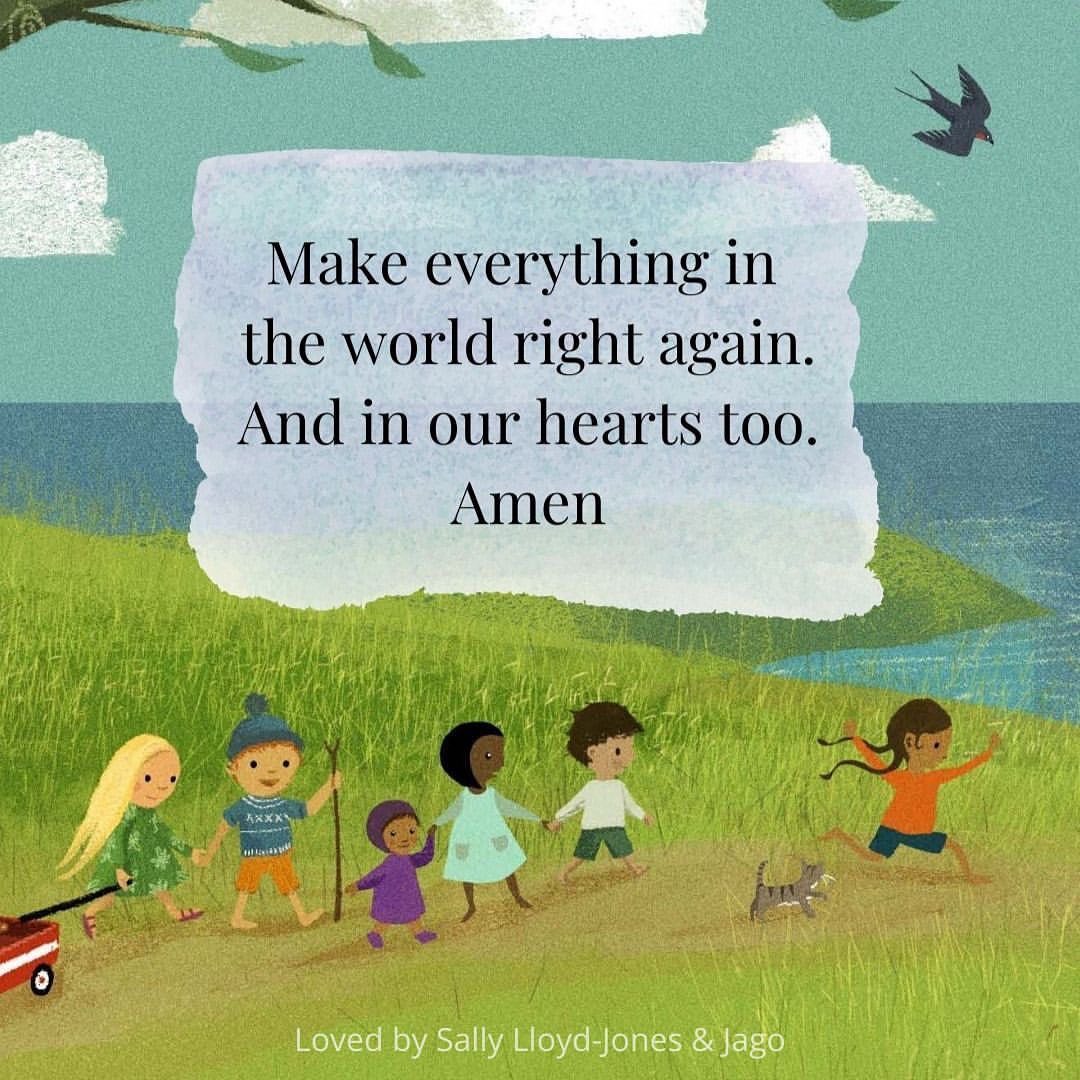 Make everything in
the world right again.
And in our hearts too.
Amen
Loved by Sally Lloyd-Jones & Jago